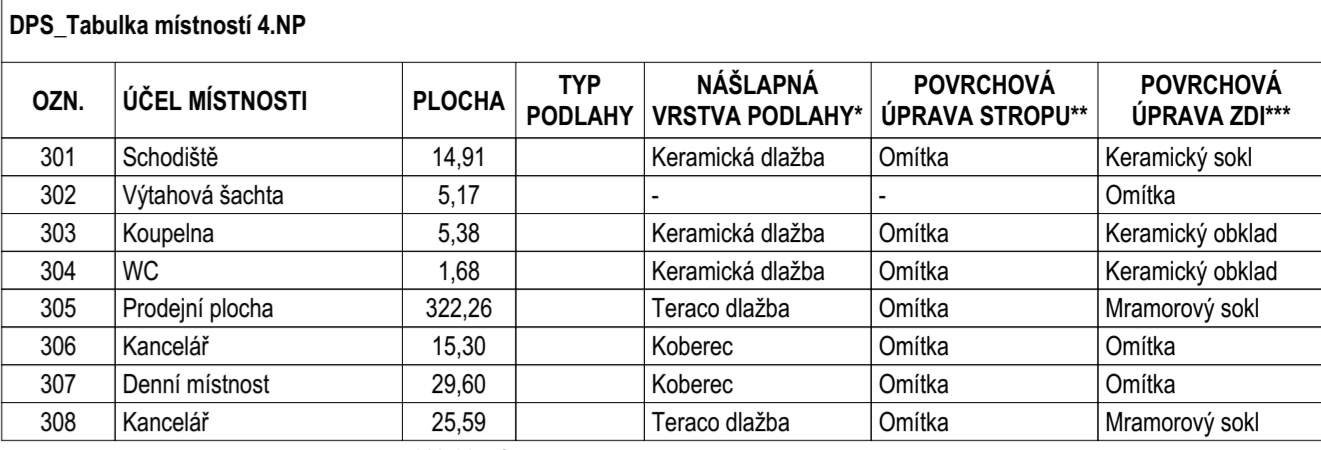 DPS_Tabulka místností 4.NP
OZN. ÚČEL MÍSTNOSTI PLOCHA TYP PODLAHY NÁŠLAPNÁ VRSTVA PODLAHY* POVRCHOVÁ ÚPRAVA STROPU** POVRCHOVÁ ÚPRAVA ZDI***
301 Schodiště 14,91 Keramická dlažba Omítka Keramický sokl
302 Výtahová šachta 5,17 - - Omítka
303 Koupelna 5,38 Keramická dlažba Omítka Keramický obklad
304 WC 1,68 Keramická dlažba Omítka Keramický obklad
305 Prodejní plocha 322,26 Teraco dlažba Omítka Mramorový sokl
306 Kancelář 15,30 Koberec Omítka Omítka
307 Denní místnost 29,60 Koberec Omítka Omítka
308 Kancelář 25,59 Teraco dlažba Omítka Mramorový sokl